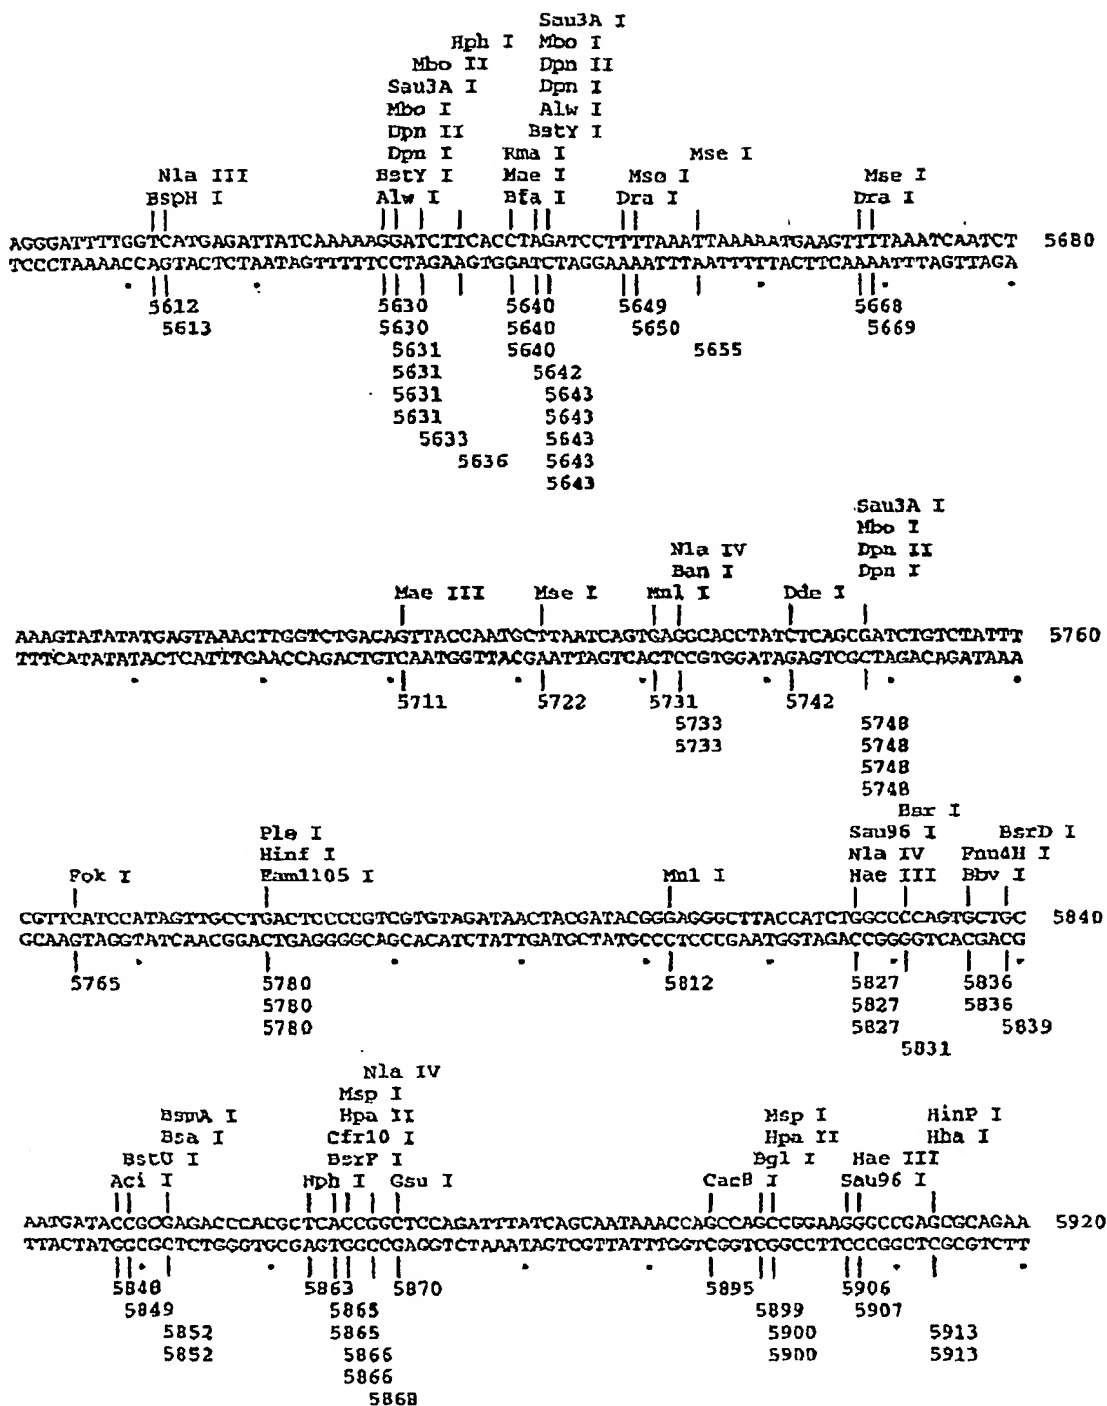 Sau3A I
Hph I Mbo I
Mbo II Dpn II
Sau3A I Dpn I
Mbo I Alw I
Dpn II BstY I
Dpn I Rma I Mse I
Nla III BstY I Mae I Mse I Mse I
BspH I Alw I Bfa I Dra I Dra I
AGGGATTTTGGTCATGAGATTATCAAAAAGGATCTTCACCTAGATCCTTTTAAATTAAAAATGAAGTTTTAAATCAATCT 5680
TCCCTAAAACCAGTACTCTAATAGTTTTTCCTAGAAGTGGATCTAGGAAAATTTAATTTTTACTTCAAAATTTAGTTAGA
5612 5630 5640 5649 5668
5613 5630 5640 5650 5669
5631 5640 5655
5631 5642
5631 5643
5631 5643
5633 5643
5636 5643
5643
Sau3A I
Mbo I
Nla IV Dpn II
Ban I Dpn I
Mae III Mse I Mnl I Dde I
AAAGTATATATGAGTAAACTTGGTCTGACAGTTACCAATGCTTAATCAGTGAGGCACCTATCTCAGCGATCTGTCTATTT 5760
TTTCATATATACTCATTTGAACCAGACTGTCAATGGTTACGAATTAGTCACTCCGTGGATAGAGTCGCTAGACAGATAAA
5711 5722 5731 5742
5733 5748
5733 5748
5748
5748
Bsr I
Ple I Sau96 I BsrD I
Hinf I Nla IV Fnu4H I
Fok I Eam1105 I Mnl I Hae III Bbv I
CGTTCATCCATAGTTGCCTGACTCCCCGTCGTGTAGATAACTACGATACGGGAGGGCTTACCATCTGGCCCCAGTGCTGC 5840
GCAAGTAGGTATCAACGGACTGAGGGGCAGCACATCTATTGATGCTATGCCCTCCCGAATGGTAGACCGGGGTCACGACG
5765 5780 5812 5827 5836
5780 5827 5836
5780 5827 5839
5831
Nla IV
Msp I
BsmA I Hpa II Msp I HinP I
Bsa I Cfr10 I Hpa II Hha I
BstU I BsrF I Bgl I Hae III
Aci I Hph I Gsu I Cac8 I Sau96 I
AATGATACCGCGAGACCCACGCTCACCGGCTCCAGATTTATCAGCAATAAACCAGCCAGCCGGAAGGGCCGAGCGCAGAA 5920
TTACTATGGCGCTCTGGGTGCGAGTGGCCGAGGTCTAAATAGTCGTTATTTGGTCGGTCGGCCTTCCCGGCTCGCGTCTT
5848 5863 5870 5895 5906
5849 5865 5899 5907
5852 5865 5900 5913
5852 5866 5900 5913
5866
5868